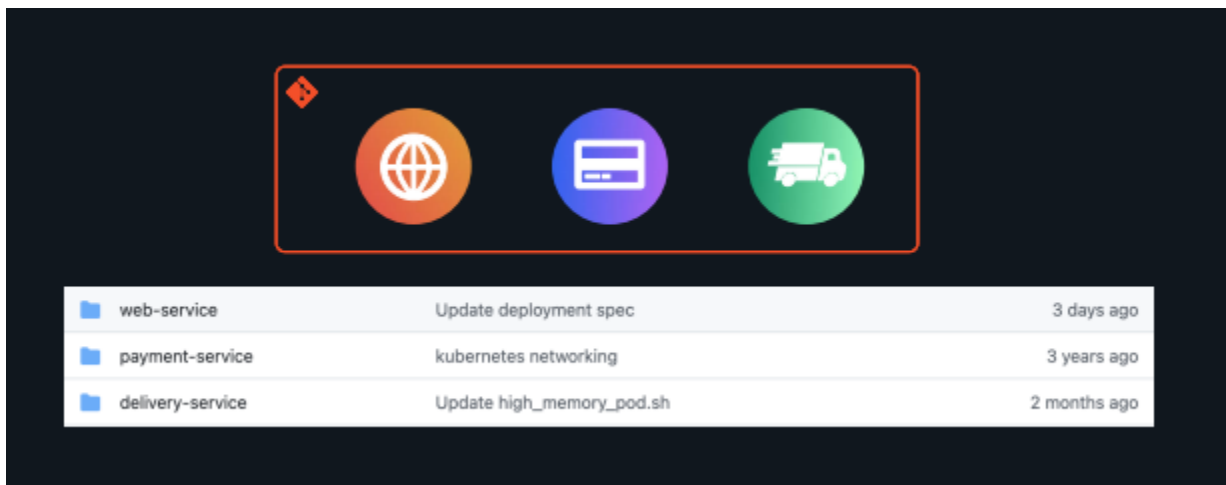 web-service Update deployment spec 3 days ago
payment-service kubernetes networking 3 years ago
delivery-service Update high_memory_pod.sh 2 months ago